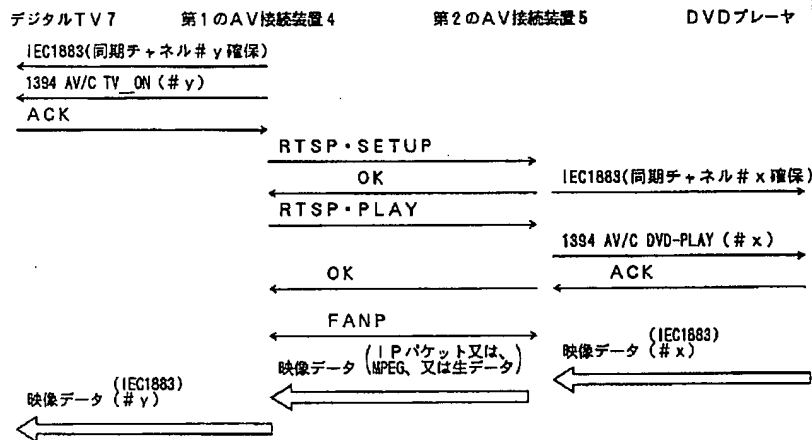 デジタルTV7 第1のAV接続装置4 第2のAV接続装置5 DVDプレーヤ
IEC1883(同期チャネル#y確保)
1394 AV/C TV_ON(#y)
ACK
RTSP・SETUP
OK
IEC1883(同期チャネル#x確保)
RTSP・PLAY
1394 AV/C DVD-PLAY(#x)
OK
ACK
FANP
映像データ(IPパケット又は、MPEG、又は生データ)
映像データ(IEC1883)(#x)
映像データ(IEC1883)(#y)